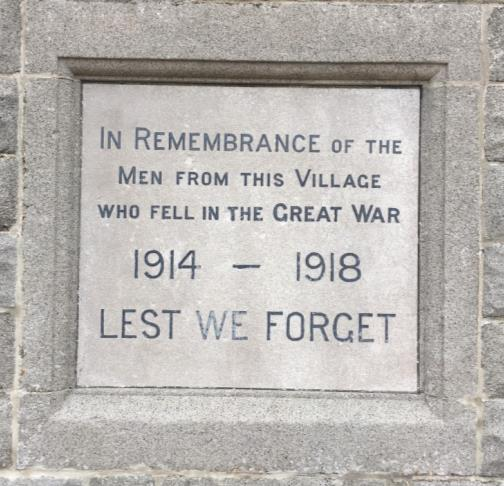 In Remembrance of the
Men from this Village
who fell in the Great War
1914 – 1918
LEST WE FORGET